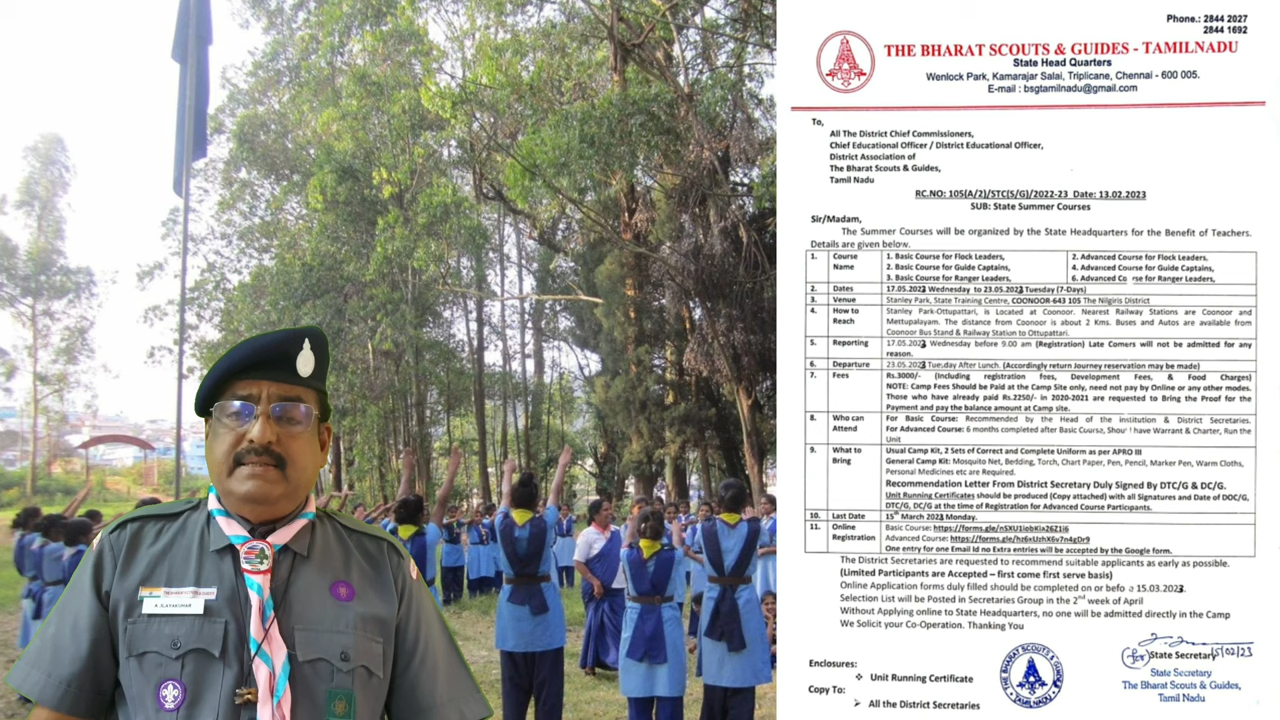 THE BHARAT SCOUTS & GUIDES
A. ILAYAKUMAR
Phone.: 2844 2027
2844 1692
THE BHARAT SCOUTS & GUIDES - TAMILNADU
State Head Quarters
Wenlock Park, Kamarajar Salai, Triplicane, Chennai - 600 005.
E-mail : bsgtamilnadu@gmail.com
To,
All The District Chief Commissioners,
Chief Educational Officer / District Educational Officer,
District Association of
The Bharat Scouts & Guides,
Tamil Nadu
RC.NO: 105(A/2)/STC(S/G)/2022-23 Date: 13.02.2023
SUB: State Summer Courses
Sir/Madam,
The Summer Courses will be organized by the State Headquarters for the Benefit of Teachers.
Details are given below.
1. Course Name
1. Basic Course for Flock Leaders, 2. Advanced Course for Flock Leaders,
2. Basic Course for Guide Captains, 4. Advanced Course for Guide Captains,
3. Basic Course for Ranger Leaders, 6. Advanced Course for Ranger Leaders,
2. Dates 17.05.2023 Wednesday to 23.05.2023 Tuesday (7-Days)
3. Venue Stanley Park, State Training Centre, COONOOR-643 105 The Nilgiris District
4. How to Reach
Stanley Park-Ottupattari, is Located at Coonoor. Nearest Railway Stations are Coonoor and
Mettupalayam. The distance from Coonoor is about 2 Kms. Buses and Autos are available from
Coonoor Bus Stand & Railway Station to Ottupattari.
5. Reporting 17.05.2023 Wednesday before 9.00 am (Registration) Late Comers will not be admitted for any
reason.
6. Departure 23.05.2023 Tuesday After Lunch. (Accordingly return Journey reservation may be made)
7. Fees Rs.3000/- (Including registration fees, Development Fees, & Food Charges)
NOTE: Camp Fees Should be Paid at the Camp Site only, need not pay by Online or any other modes.
Those who have already paid Rs.2250/- in 2020-2021 are requested to Bring the Proof for the
Payment and pay the balance amount at Camp site.
8. Who can Attend
For Basic Course: Recommended by the Head of the institution & District Secretaries.
For Advanced Course: 6 months completed after Basic Course, Should have Warrant & Charter, Run the
Unit
9. What to Bring
Usual Camp Kit, 2 Sets of Correct and Complete Uniform as per APRO III
General Camp Kit: Mosquito Net, Bedding, Torch, Chart Paper, Pen, Pencil, Marker Pen, Warm Cloths,
Personal Medicines etc are Required.
Recommendation Letter From District Secretary Duly Signed By DTC/G & DC/G.
Unit Running Certificates should be produced (Copy attached) with all Signatures and Date of DOC/G,
DTC/G, DC/G at the time of Registration for Advanced Course Participants.
10. Last Date 15th March 2023 Monday.
11. Online Registration
Basic Course: https://forms.gle/nSXU1iobKia26Z1i6
Advanced Course: https://forms.gle/hz6xUzhX6v7n4gDr9
One entry for one Email Id no Extra entries will be accepted by the Google form.
The District Secretaries are requested to recommend suitable applicants as early as possible.
(Limited Participants are Accepted – first come first serve basis)
Online Application forms duly filled should be completed on or before 15.03.2023.
Selection List will be Posted in Secretaries Group in the 2nd week of April
Without Applying online to State Headquarters, no one will be admitted directly in the Camp
We Solicit your Co-Operation. Thanking You
(for) State Secretary 15/02/23
State Secretary
The Bharat Scouts & Guides,
Tamil Nadu
THE BHARAT SCOUTS & GUIDES
TAMILNADU
Enclosures:
Unit Running Certificate
Copy To:
All the District Secretaries